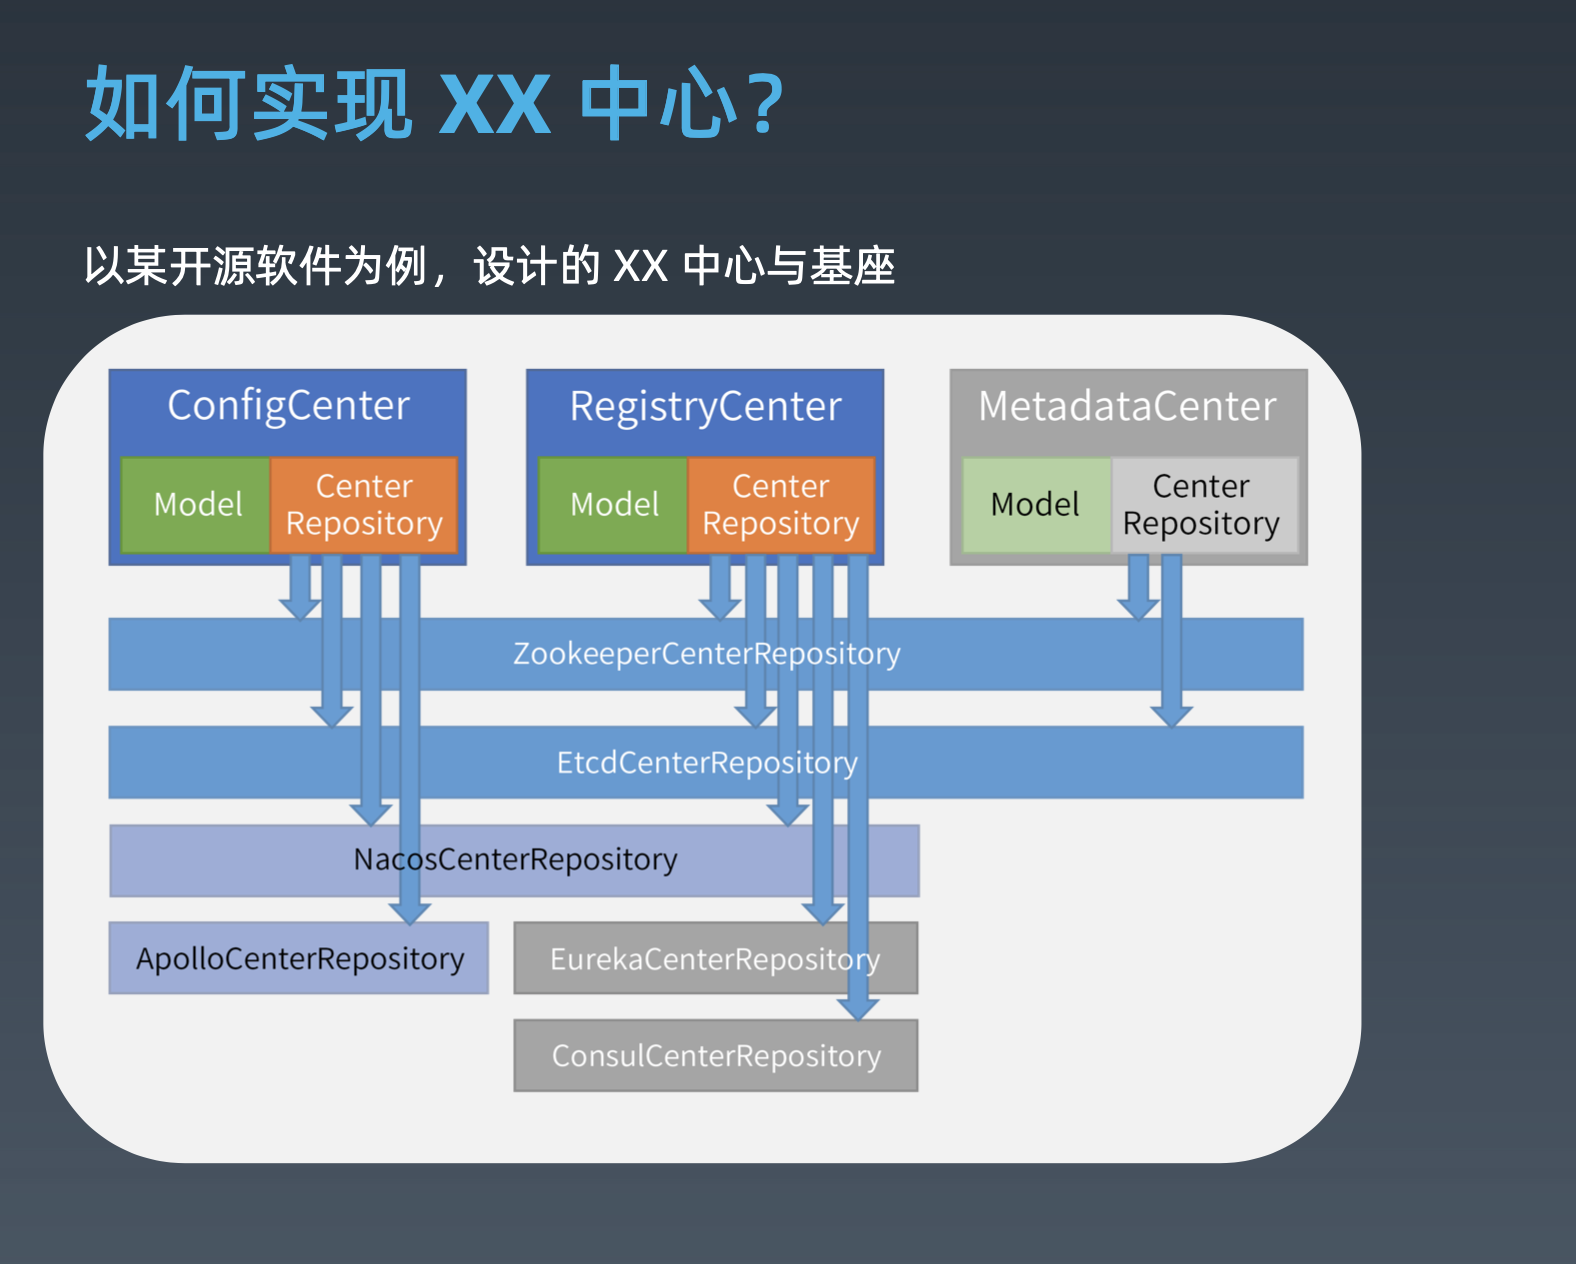 如何实现 XX 中心？
以某开源软件为例，设计的 XX 中心与基座
ConfigCenter
RegistryCenter
MetadataCenter
Model
Center
Repository
Model
Center
Repository
Model
Center
Repository
ZookeeperCenterRepository
EtcdCenterRepository
NacosCenterRepository
ApolloCenterRepository
EurekaCenterRepository
ConsulCenterRepository